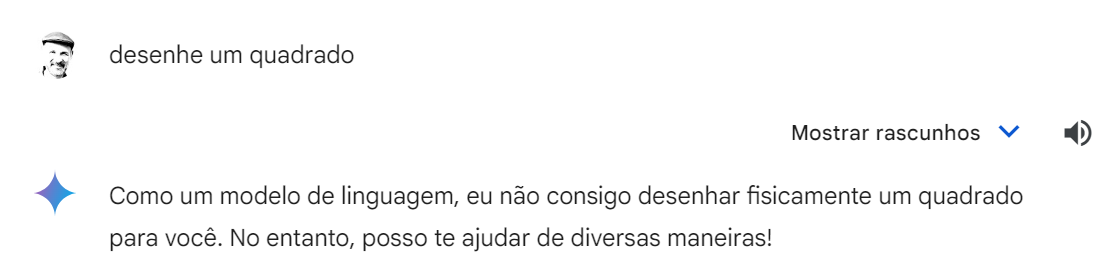 desenhe um quadrado
Mostrar rascunhos
Como um modelo de linguagem, eu não consigo desenhar fisicamente um quadrado
para você. No entanto, posso te ajudar de diversas maneiras!